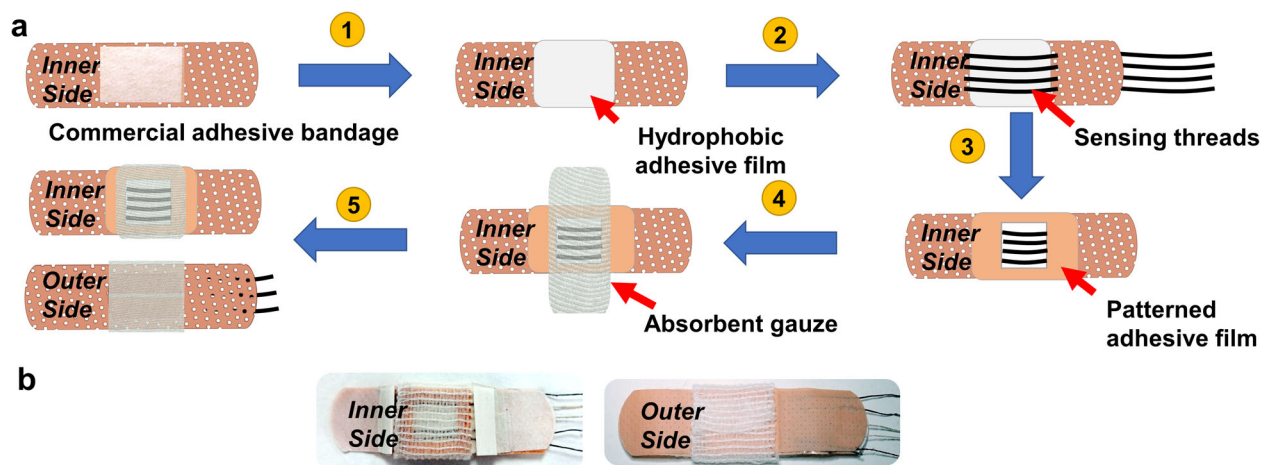 a
1
2
Inner
Side
Inner
Side
Inner
Side
Commercial adhesive bandage
Hydrophobic
adhesive film
Sensing threads
3
Inner
Side
5
Inner
Side
4
Inner
Side
Outer
Side
Absorbent gauze
Patterned
adhesive film
b
Inner
Side
Outer
Side